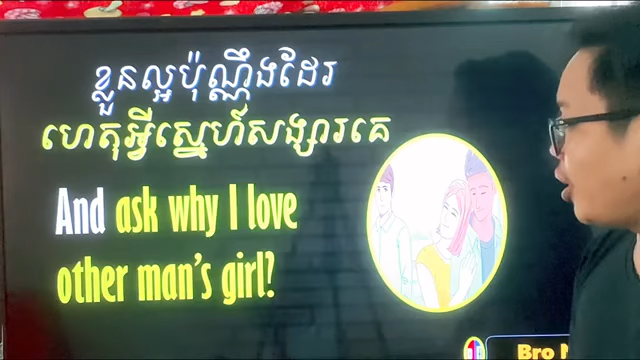 ខ្លួនល្អប៉ុណ្ណឹងដែរ
ហេតុអ្វីស្នេហ៍សង្សារគេ
And ask why I love
other man's girl?
Bro